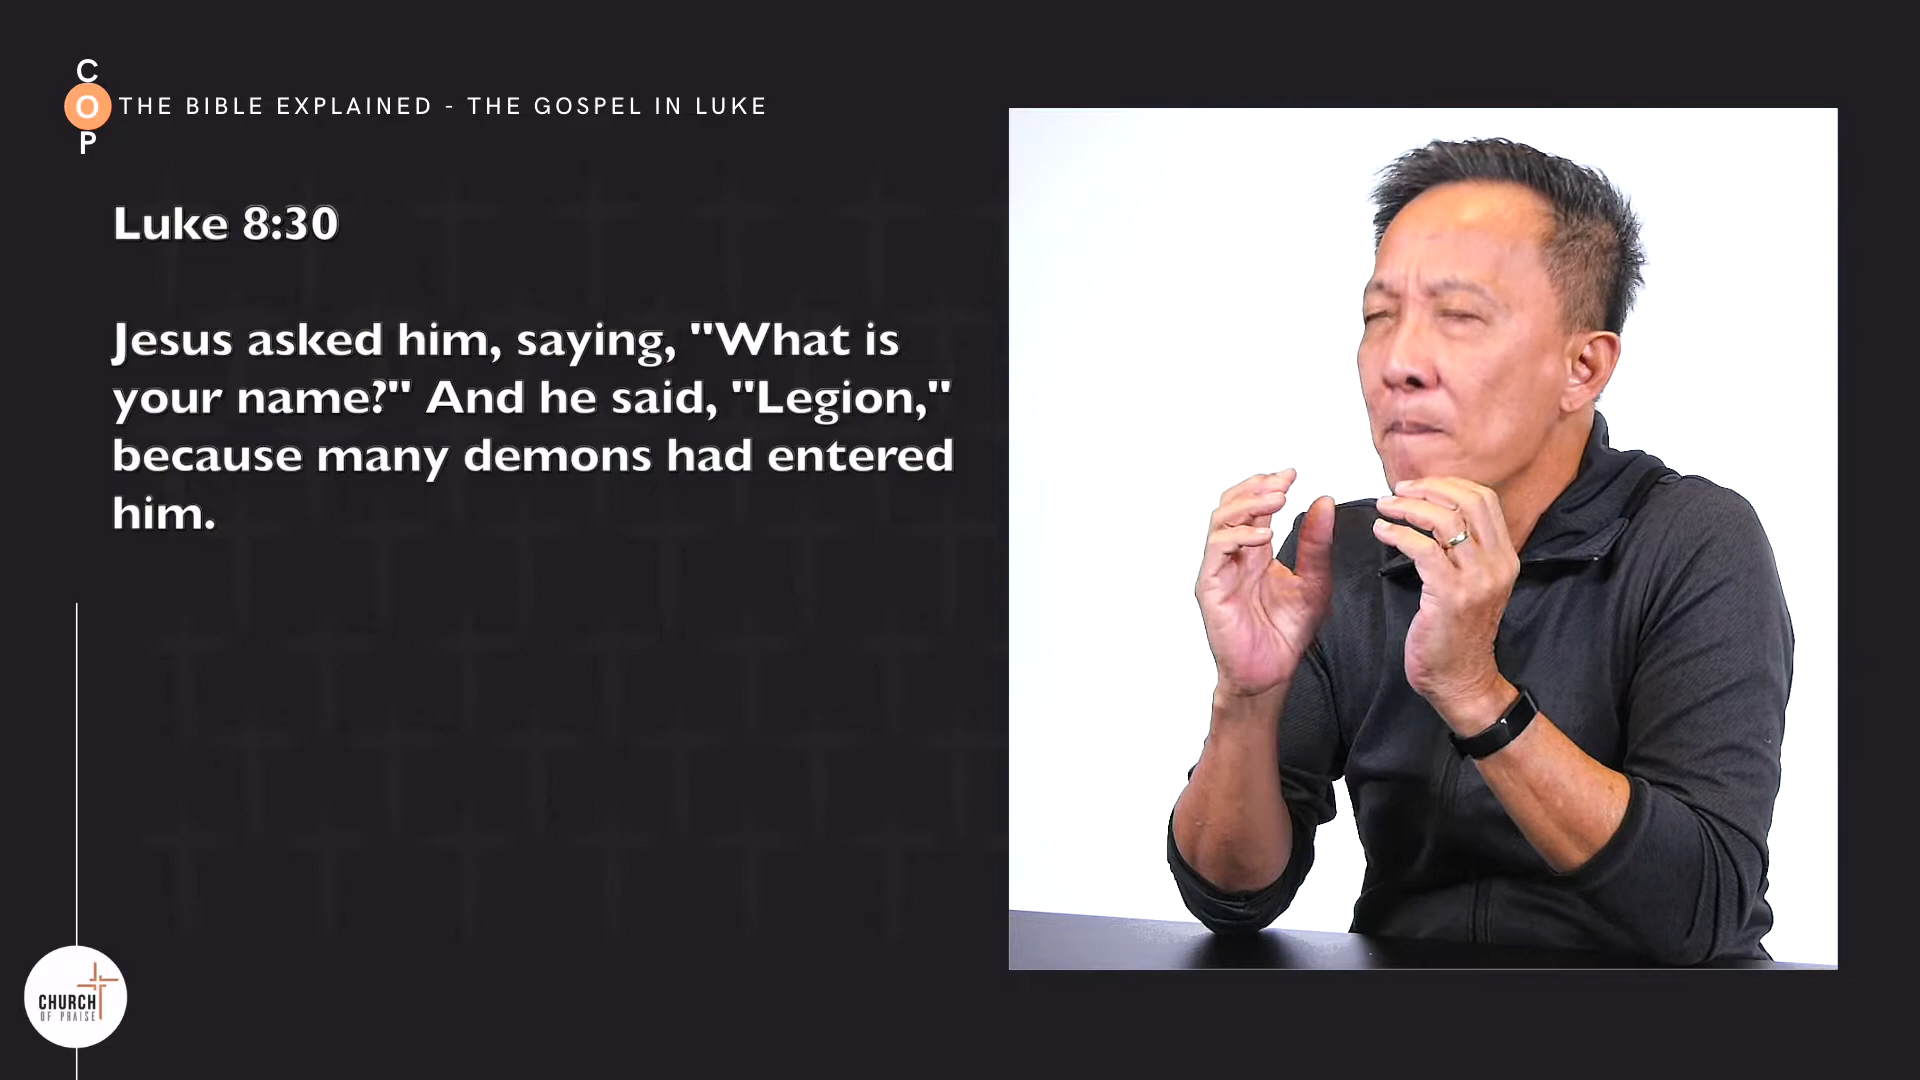 C
O
P
THE BIBLE EXPLAINED - THE GOSPEL IN LUKE
Luke 8:30
Jesus asked him, saying, "What is
your name?" And he said, "Legion,"
because many demons had entered
him.
CHURCH
OF PRAISE